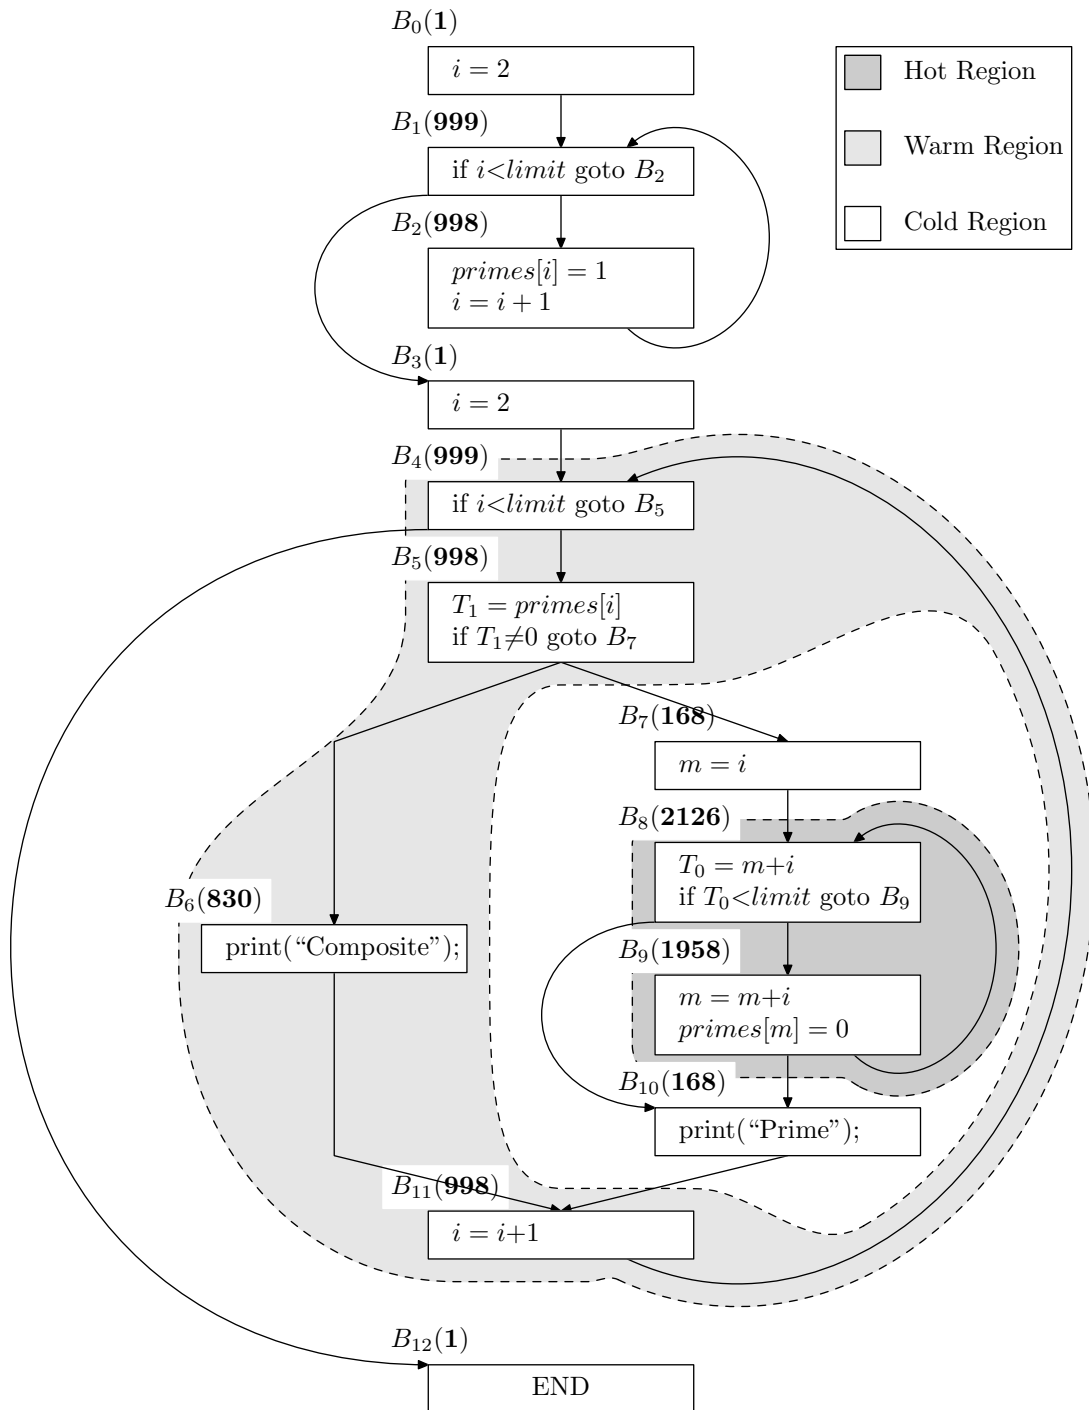 B₀(1)
i = 2
Hot Region
B₁(999)
Warm Region
if i<limit goto B₂
B₂(998)
Cold Region
primes[i] = 1
i = i + 1
B₃(1)
i = 2
B₄(999)
if i<limit goto B₅
B₅(998)
T₁ = primes[i]
if T₁≠0 goto B₇
B₇(168)
m = i
B₈(2126)
T₀ = m+i
if T₀<limit goto B₉
B₆(830)
print(“Composite”);
B₉(1958)
m = m+i
primes[m] = 0
B₁₀(168)
print(“Prime”);
B₁₁(998)
i = i+1
B₁₂(1)
END